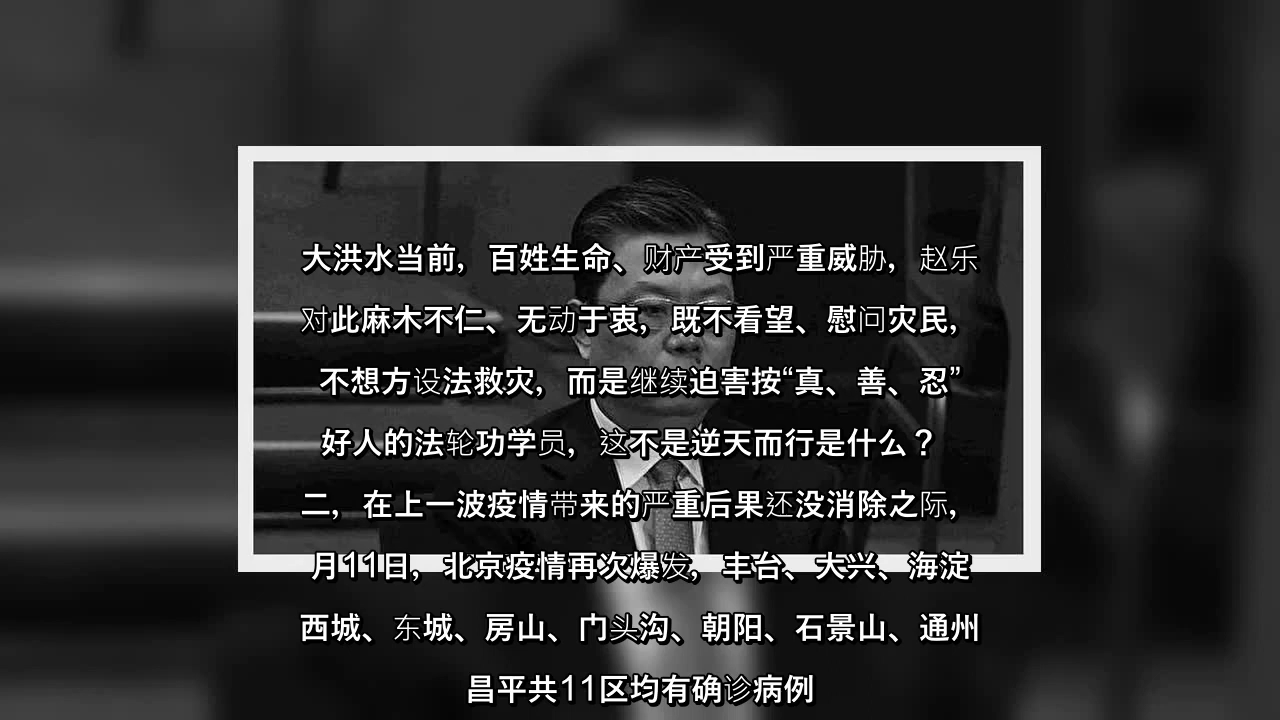 大洪水当前，百姓生命、财产受到严重威胁，赵乐
对此麻木不仁、无动于衷，既不看望、慰问灾民，
不想方设法救灾，而是继续迫害按“真、善、忍”
好人的法轮功学员，这不是逆天而行是什么？
二，在上一波疫情带来的严重后果还没消除之际，
月11日，北京疫情再次爆发，丰台、大兴、海淀
西城、东城、房山、门头沟、朝阳、石景山、通州
昌平共11区均有确诊病例